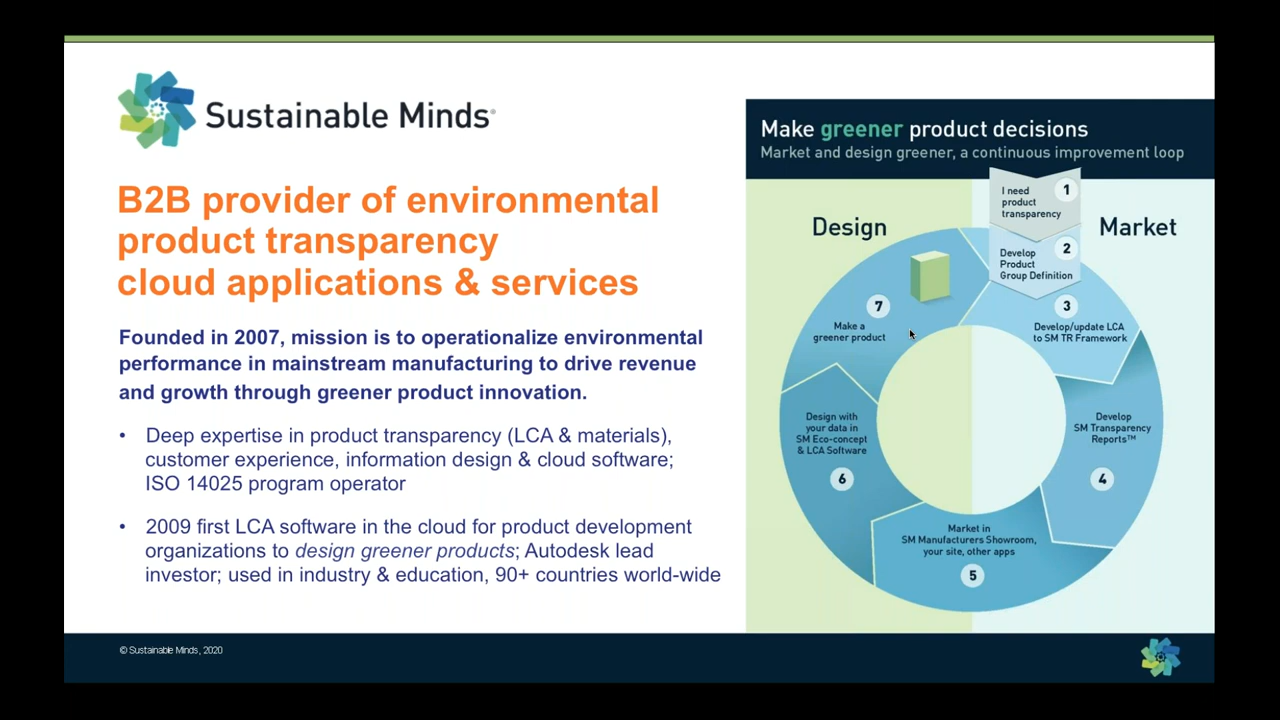 Sustainable Minds®
B2B provider of environmental
product transparency
cloud applications & services
Founded in 2007, mission is to operationalize environmental
performance in mainstream manufacturing to drive revenue
and growth through greener product innovation.
• Deep expertise in product transparency (LCA & materials),
customer experience, information design & cloud software;
ISO 14025 program operator
• 2009 first LCA software in the cloud for product development
organizations to design greener products; Autodesk lead
investor; used in industry & education, 90+ countries world-wide
Make greener product decisions
Market and design greener, a continuous improvement loop
Design
Market
1
I need
product
transparency
2
Develop
Product
Group Definition
3
Develop/update LCA
to SM TR Framework
Develop
SM Transparency
Reports™
4
Market in
SM Manufacturers Showroom,
your site, other apps
5
Design with
your data in
SM Eco-concept
& LCA Software
6
7
Make a
greener product
© Sustainable Minds, 2020